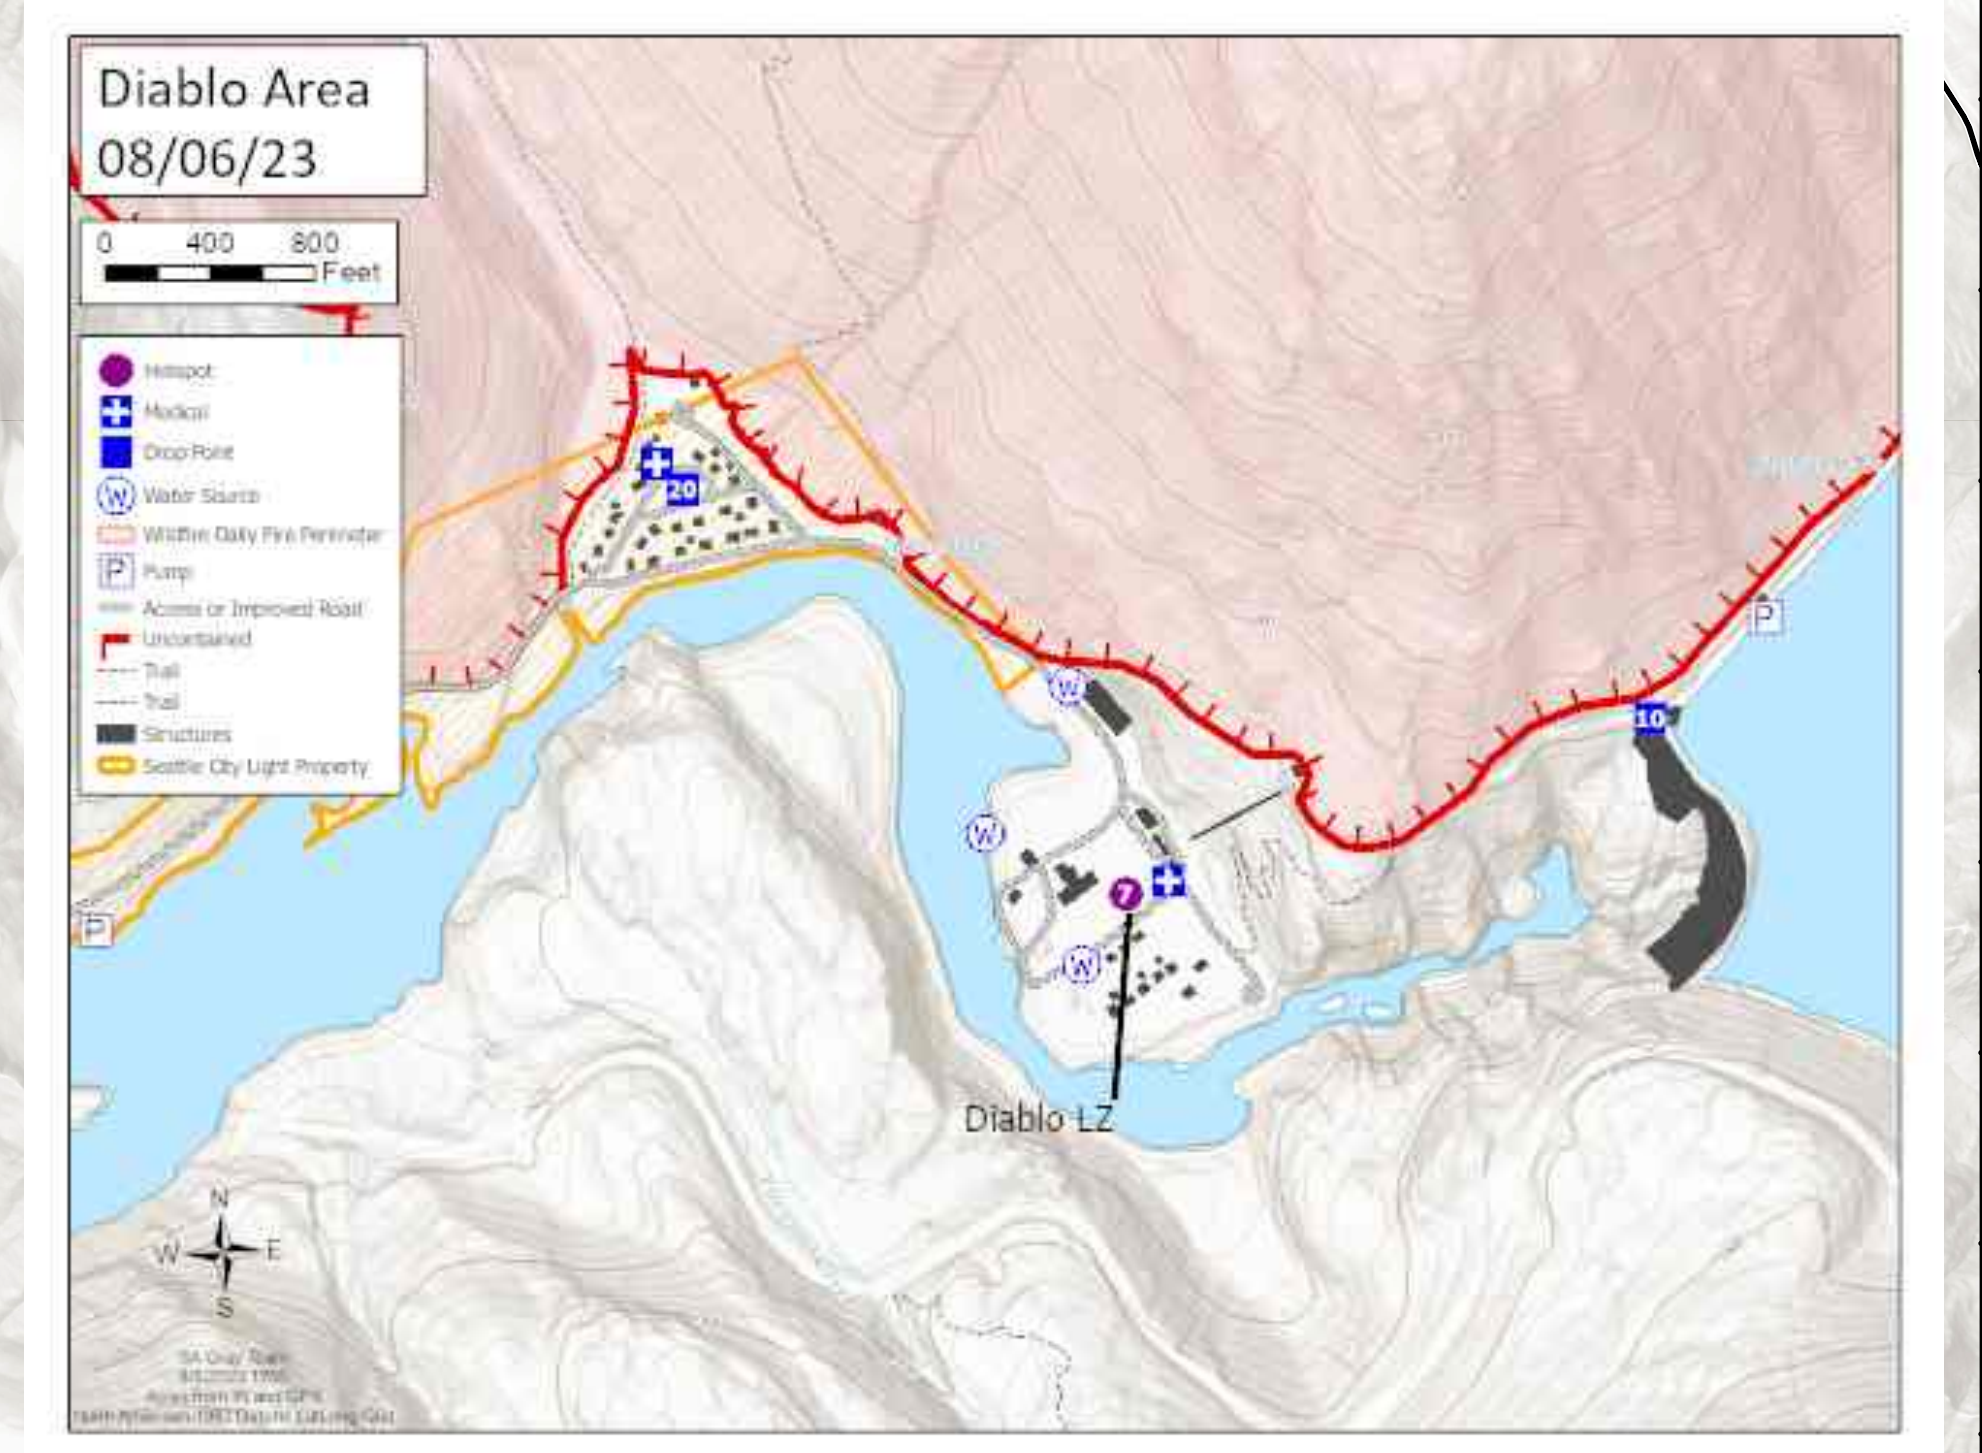 Diablo Area
08/06/23
0 400 800
Feet
Hotspot
Medical
Drop Point
W Water Source
Wildfire Daily Fire Perimeter
P Pump
Access or Improved Road
Uncontained
Trail
Trail
Structures
Seattle City Light Property
20
P
W
10
W
7
W
P
Diablo LZ
N
W E
S